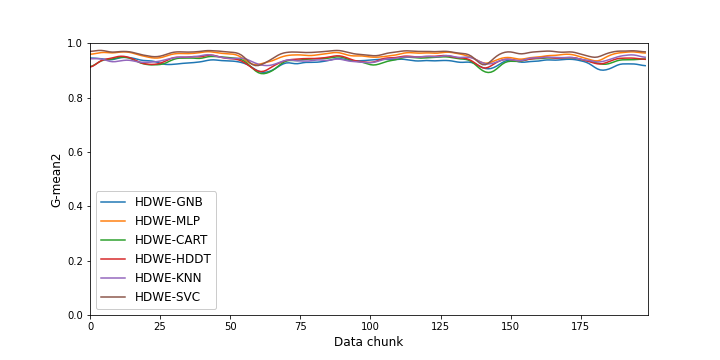 1.0
0.8
0.6
0.4
0.2
0.0
G-mean2
HDWE-GNB
HDWE-MLP
HDWE-CART
HDWE-HDDT
HDWE-KNN
HDWE-SVC
0 25 50 75 100 125 150 175
Data chunk